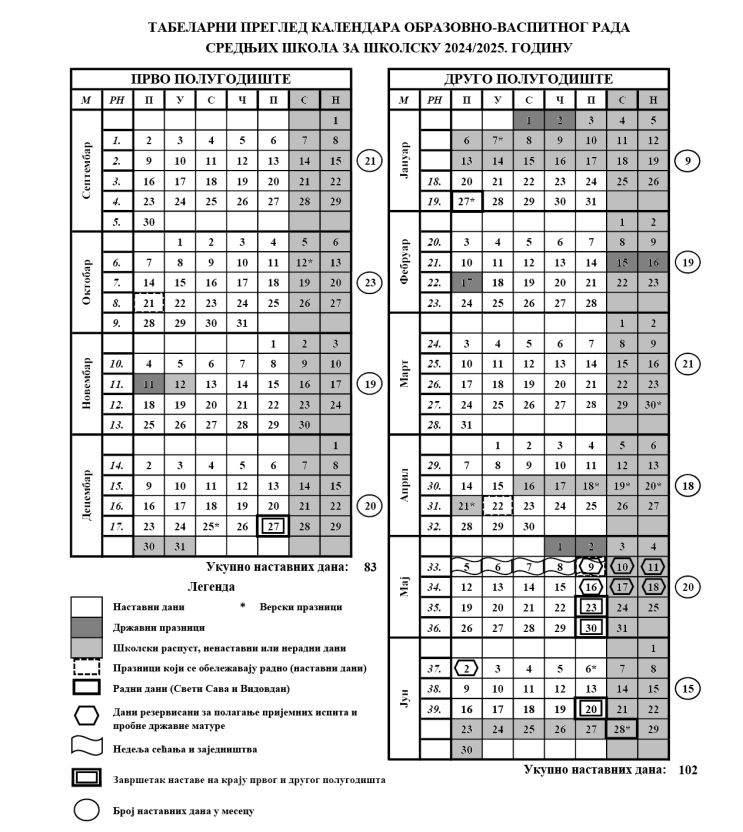 ТАБЕЛАРНИ ПРЕГЛЕД КАЛЕНДАРА ОБРАЗОВНО-ВАСПИТНОГ РАДА
СРЕДЊИХ ШКОЛА ЗА ШКОЛСКУ 2024/2025. ГОДИНУ
ПРВО ПОЛУГОДИШТЕ
М РН П У С Ч П С Н
Септембар
1
1. 2 3 4 5 6 7 8
2. 9 10 11 12 13 14 15 21
3. 16 17 18 19 20 21 22
4. 23 24 25 26 27 28 29
5. 30
Октобар
1 2 3 4 5 6
6. 7 8 9 10 11 12* 13
7. 14 15 16 17 18 19 20 23
8. 21 22 23 24 25 26 27
9. 28 29 30 31
Новембар
1 2 3
10. 4 5 6 7 8 9 10
11. 11 12 13 14 15 16 17 19
12. 18 19 20 21 22 23 24
13. 25 26 27 28 29 30
Децембар
1
14. 2 3 4 5 6 7 8
15. 9 10 11 12 13 14 15
16. 16 17 18 19 20 21 22 20
17. 23 24 25* 26 27 28 29
30 31
Укупно наставних дана: 83
Легенда
Наставни дани * Верски празници
Државни празници
Школски распуст, ненаставни или нерадни дани
Празници који се обележавају радно (наставни дани)
Радни дани (Свети Сава и Видовдан)
Дани резервисани за полагање пријемних испита и
пробне државне матуре
Недеља сећања и заједништва
Завршетак наставе на крају првог и другог полугодишта
Број наставних дана у месецу
ДРУГО ПОЛУГОДИШТЕ
М РН П У С Ч П С Н
Јануар
1 2 3 4 5
6 7* 8 9 10 11 12
13 14 15 16 17 18 19 9
18. 20 21 22 23 24 25 26
19. 27* 28 29 30 31
Фебруар
1 2
20. 3 4 5 6 7 8 9
21. 10 11 12 13 14 15 16 19
22. 17 18 19 20 21 22 23
23. 24 25 26 27 28
Март
1 2
24. 3 4 5 6 7 8 9
25. 10 11 12 13 14 15 16 21
26. 17 18 19 20 21 22 23
27. 24 25 26 27 28 29 30*
28. 31
Април
1 2 3 4 5 6
29. 7 8 9 10 11 12 13
30. 14 15 16 17 18* 19* 20* 18
31. 21* 22 23 24 25 26 27
32. 28 29 30
Мај
1 2 3 4
33. 5 6 7 8 9 10 11
34. 12 13 14 15 16 17 18 20
35. 19 20 21 22 23 24 25
36. 26 27 28 29 30 31
Јун
1
37. 2 3 4 5 6* 7 8
38. 9 10 11 12 13 14 15 15
39. 16 17 18 19 20 21 22
23 24 25 26 27 28* 29
30
Укупно наставних дана: 102